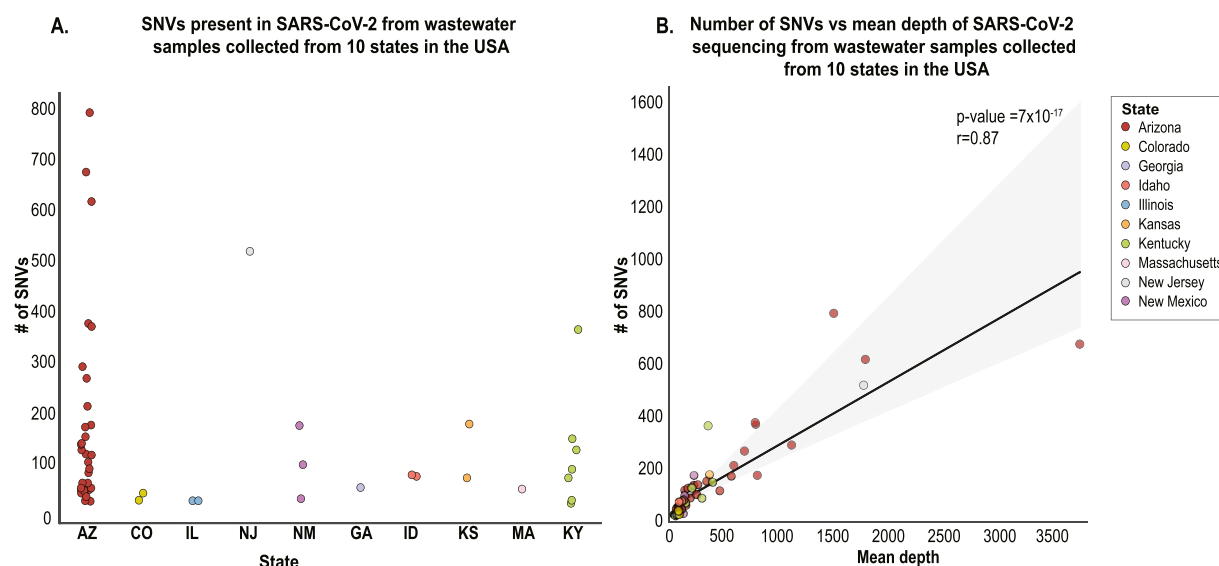 A.
SNVs present in SARS-CoV-2 from wastewater
samples collected from 10 states in the USA
# of SNVs
800
700
600
500
400
300
200
100
0
AZ CO IL NJ NM GA ID KS MA KY
State
B.
Number of SNVs vs mean depth of SARS-CoV-2
sequencing from wastewater samples collected
from 10 states in the USA
# of SNVs
1600
1400
1200
1000
800
600
400
200
0
p-value =7x10⁻¹⁷
r=0.87
0 500 1000 1500 2000 2500 3000 3500
Mean depth
State
Arizona
Colorado
Georgia
Idaho
Illinois
Kansas
Kentucky
Massachusetts
New Jersey
New Mexico